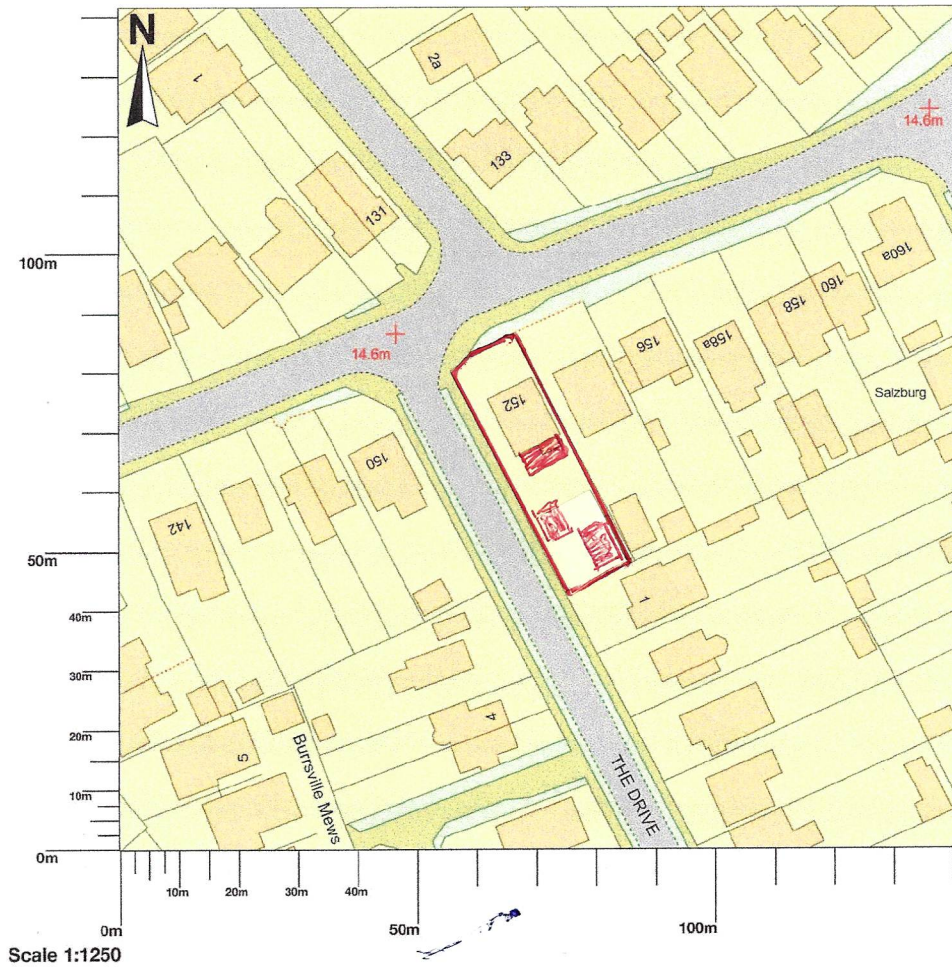 N
1
2a
133
131
14.6m
100m
14.6m
160a
160
158
158a
156
Salzburg
152
150
142
50m
1
40m
30m
20m
4
5
Burrsville Mews
THE DRIVE
10m
0m
10m
20m
30m
40m
0m
50m
100m
Scale 1:1250